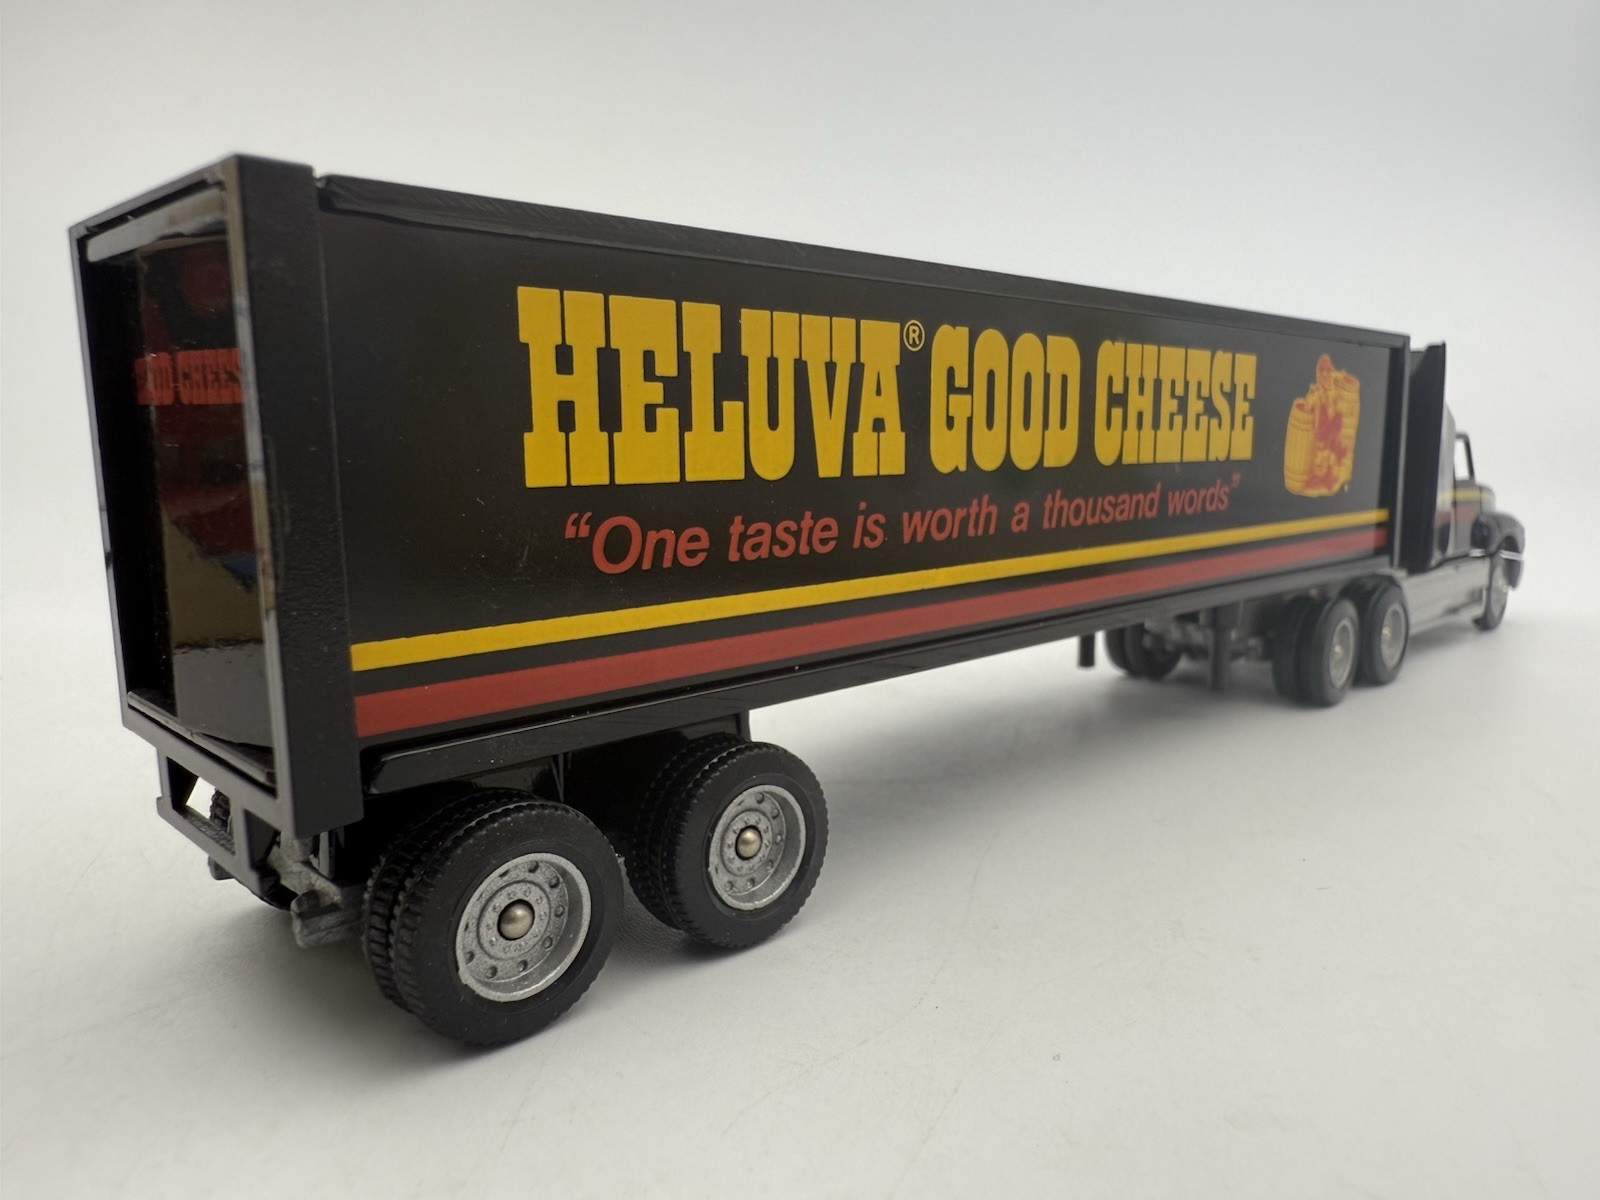 HELUVA® GOOD CHEESE
“One taste is worth a thousand words”